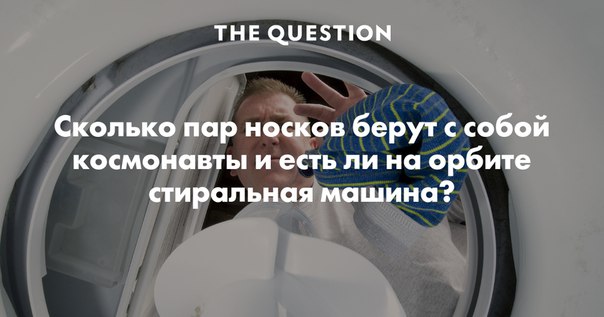 THE QUESTION
Сколько пар носков берут с собой
космонавты и есть ли на орбите
стиральная машина?